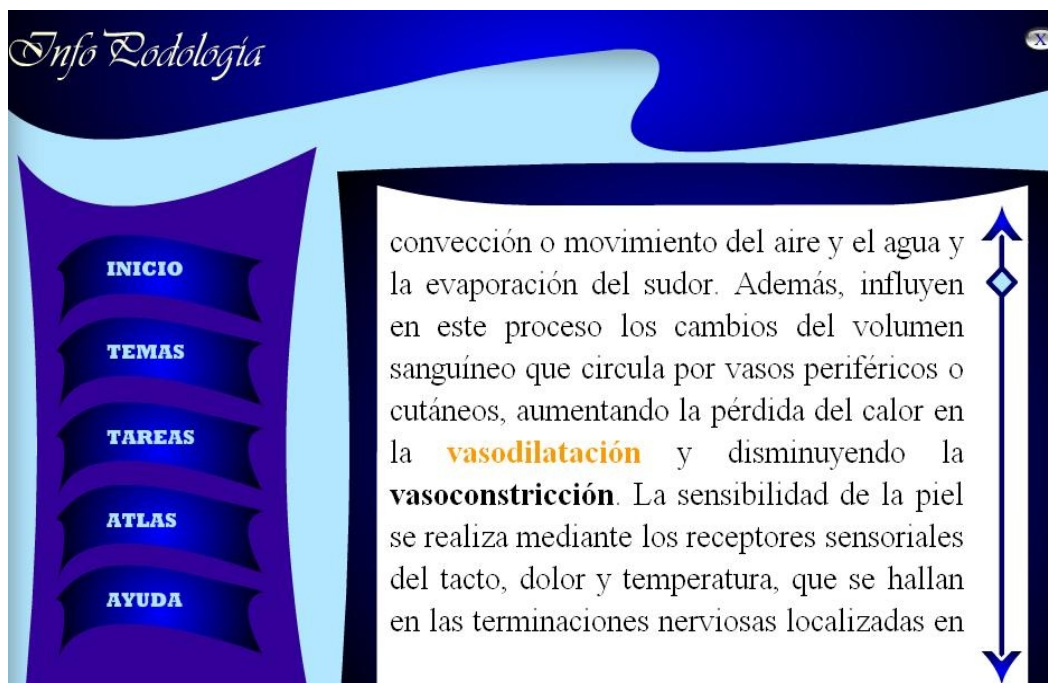 Info Podología
X
INICIO
TEMAS
TAREAS
ATLAS
AYUDA
convección o movimiento del aire y el agua y
la evaporación del sudor. Además, influyen
en este proceso los cambios del volumen
sanguíneo que circula por vasos periféricos o
cutáneos, aumentando la pérdida del calor en
la vasodilatación y disminuyendo la
vasoconstricción. La sensibilidad de la piel
se realiza mediante los receptores sensoriales
del tacto, dolor y temperatura, que se hallan
en las terminaciones nerviosas localizadas en